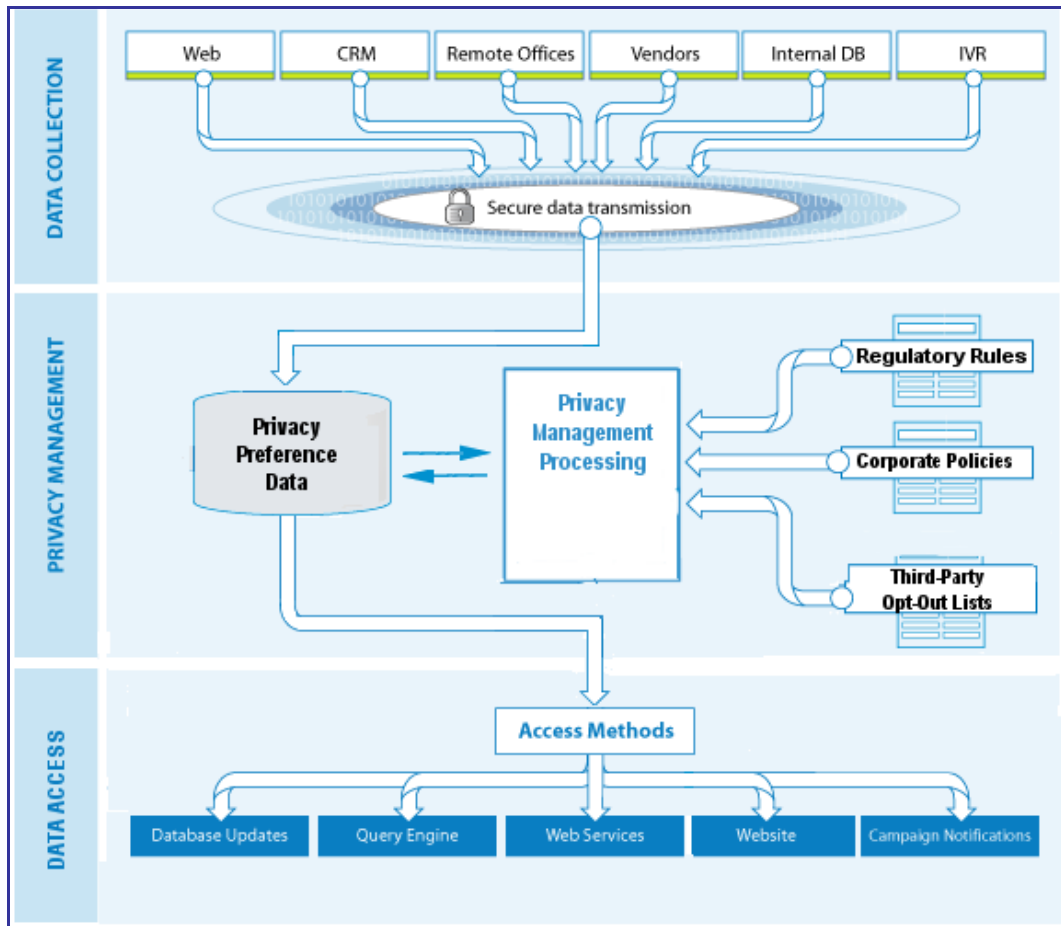 DATA COLLECTION
Web
CRM
Remote Offices
Vendors
Internal DB
IVR
Secure data transmission
PRIVACY MANAGEMENT
Privacy
Preference
Data
Privacy
Management
Processing
Regulatory Rules
Corporate Policies
Third-Party
Opt-Out Lists
DATA ACCESS
Access Methods
Database Updates
Query Engine
Web Services
Website
Campaign Notifications